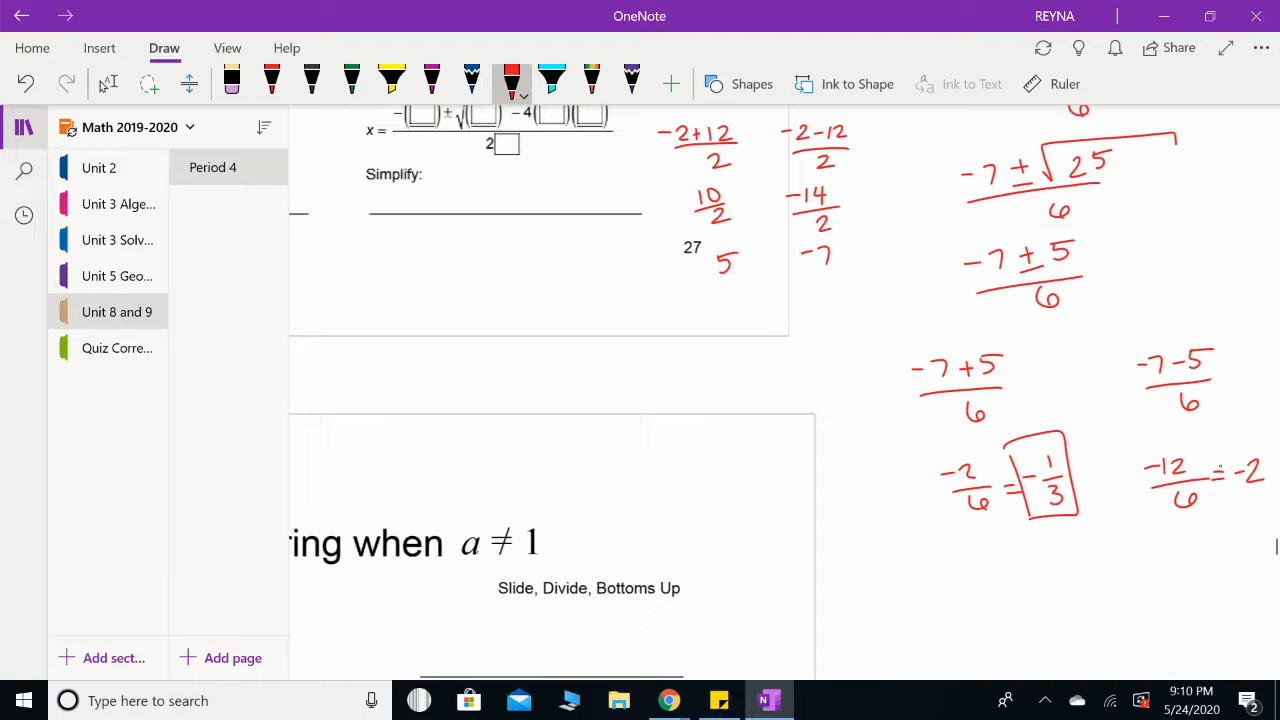 OneNote
REYNA
Home Insert Draw View Help
Share
Shapes
Ink to Shape
Ink to Text
Ruler
Math 2019-2020
Unit 2
Unit 3 Alge...
Unit 3 Solv...
Unit 5 Geo...
Unit 8 and 9
Quiz Corre...
Period 4
x = -(□) ± √(□) - 4(□)(□)
2□
Simplify:
27
-2+12
2
10
2
5
-2-12
2
-14
2
-7
6
-7 ± √25
6
-7 ± 5
6
-7+5
6
-2/6 = -1/3
-7-5
6
-12/6 = -2
ring when a ≠ 1
Slide, Divide, Bottoms Up
+ Add sect...
+ Add page
Type here to search
9:10 PM
5/24/2020
2